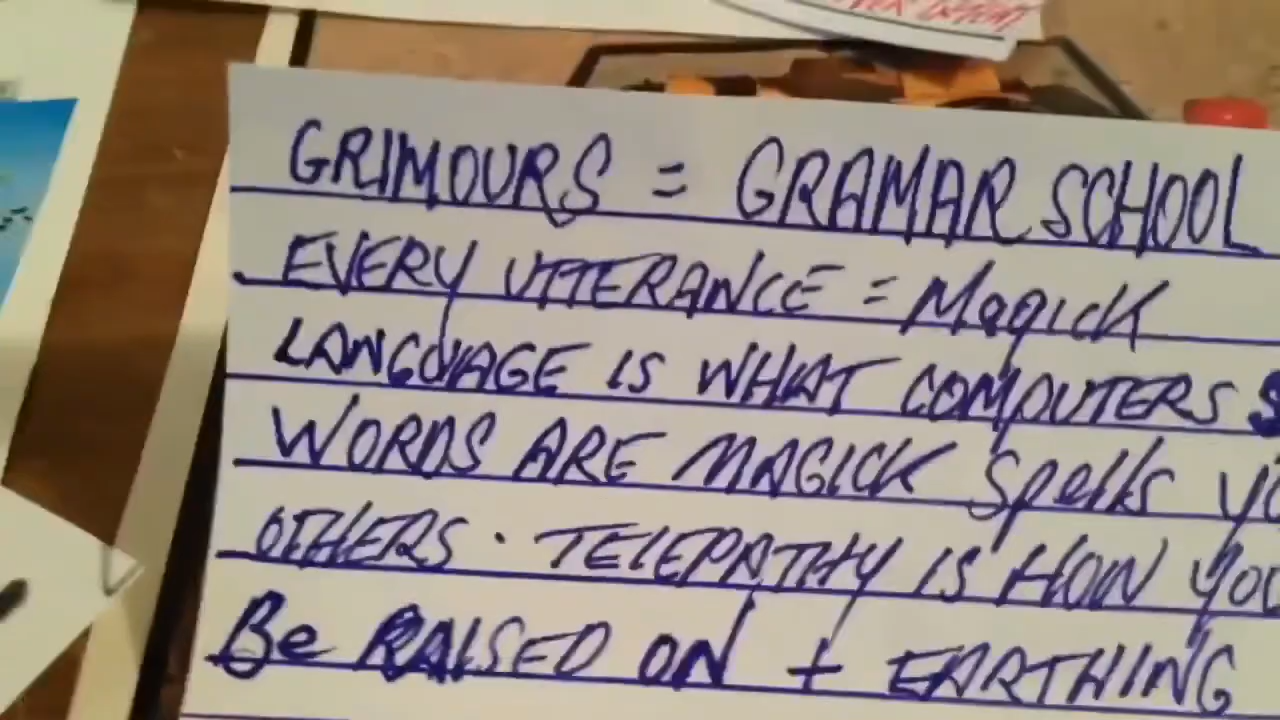 GRIMOURS = GRAMAR SCHOOL
EVERY UTTERANCE = MagicK
LANGUAGE IS WHAT COMPUTERS
WORDS ARE MAGICK Spells
OTHERS. TELEPATHY IS HOW YOU
Be RAISED ON + EARTHING